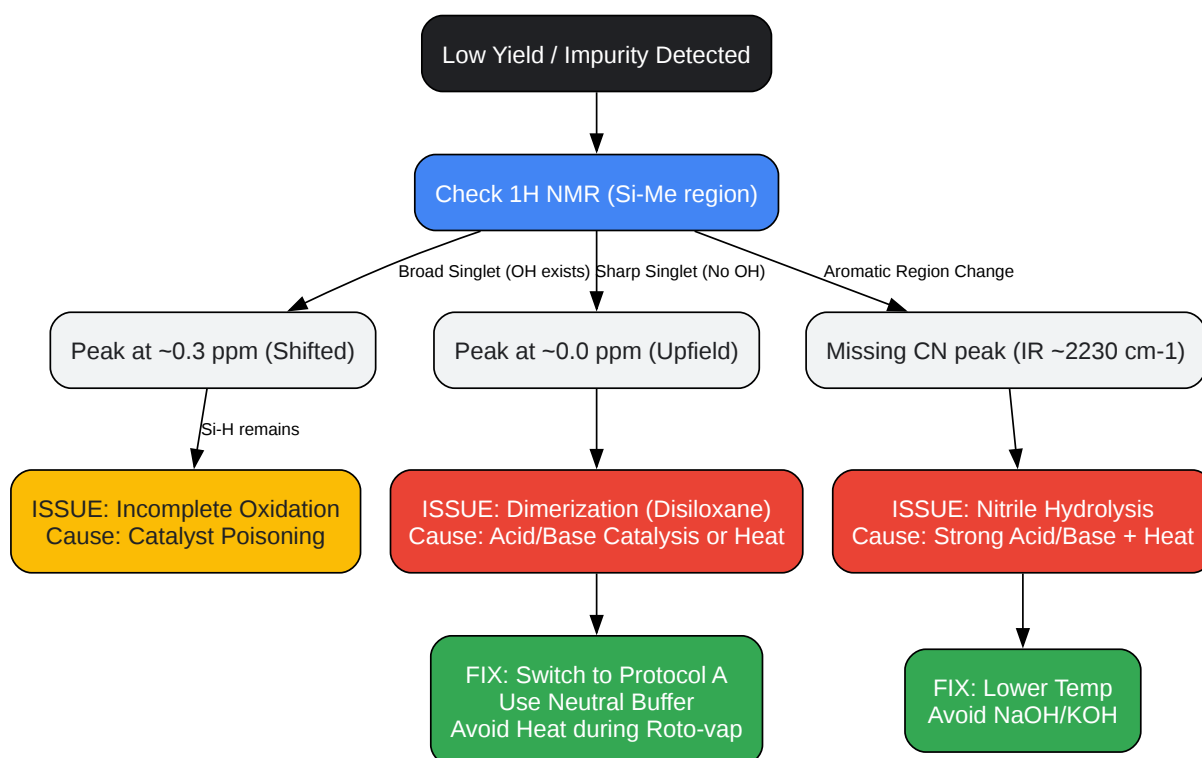 Low Yield / Impurity Detected
Check 1H NMR (Si-Me region)
Broad Singlet (OH exists)
Sharp Singlet (No OH)
Aromatic Region Change
Peak at ~0.3 ppm (Shifted)
Peak at ~0.0 ppm (Upfield)
Missing CN peak (IR ~2230 cm-1)
Si-H remains
ISSUE: Incomplete Oxidation
Cause: Catalyst Poisoning
ISSUE: Dimerization (Disiloxane)
Cause: Acid/Base Catalysis or Heat
ISSUE: Nitrile Hydrolysis
Cause: Strong Acid/Base + Heat
FIX: Switch to Protocol A
Use Neutral Buffer
Avoid Heat during Roto-vap
FIX: Lower Temp
Avoid NaOH/KOH